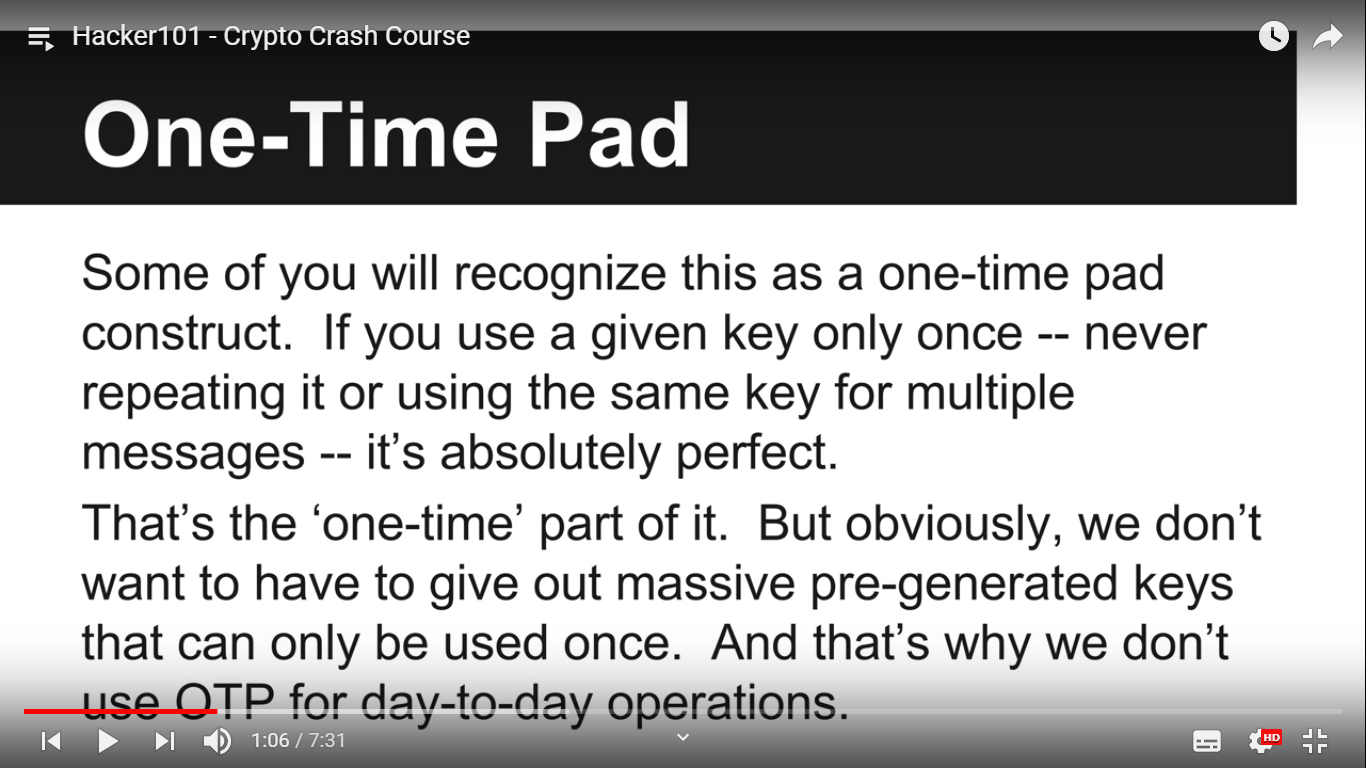 Hacker101 - Crypto Crash Course
One-Time Pad
Some of you will recognize this as a one-time pad
construct.  If you use a given key only once -- never
repeating it or using the same key for multiple
messages -- it’s absolutely perfect.
That’s the ‘one-time’ part of it.  But obviously, we don’t
want to have to give out massive pre-generated keys
that can only be used once.  And that’s why we don’t
use OTP for day-to-day operations.
1:06 / 7:31
HD